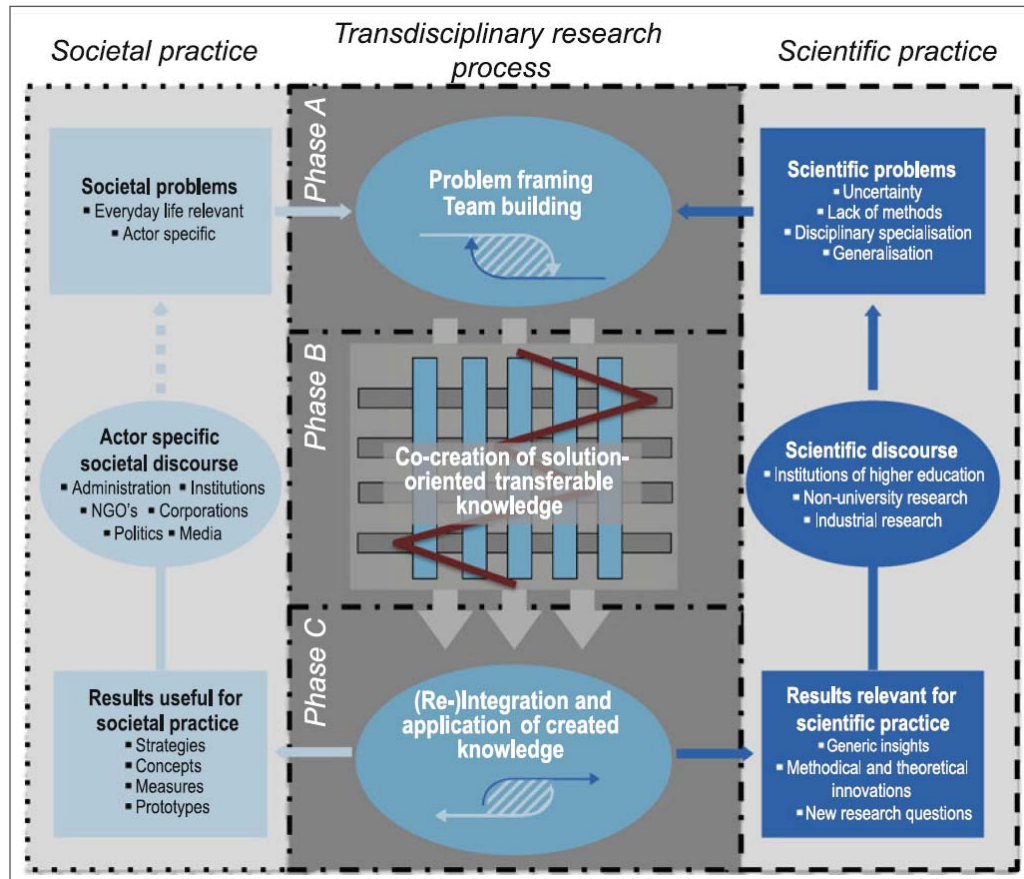 Societal practice
Transdisciplinary research
process
Scientific practice
Phase A
Societal problems
▪ Everyday life relevant
▪ Actor specific
Problem framing
Team building
Scientific problems
▪ Uncertainty
▪ Lack of methods
▪ Disciplinary specialisation
▪ Generalisation
Phase B
Actor specific
societal discourse
▪ Administration ▪ Institutions
▪ NGO's ▪ Corporations
▪ Politics ▪ Media
Co-creation of solution-
oriented transferable
knowledge
Scientific discourse
▪ Institutions of higher education
▪ Non-university research
▪ Industrial research
Phase C
Results useful for
societal practice
▪ Strategies
▪ Concepts
▪ Measures
▪ Prototypes
(Re-)Integration and
application of created
knowledge
Results relevant for
scientific practice
▪ Generic insights
▪ Methodical and theoretical
innovations
▪ New research questions